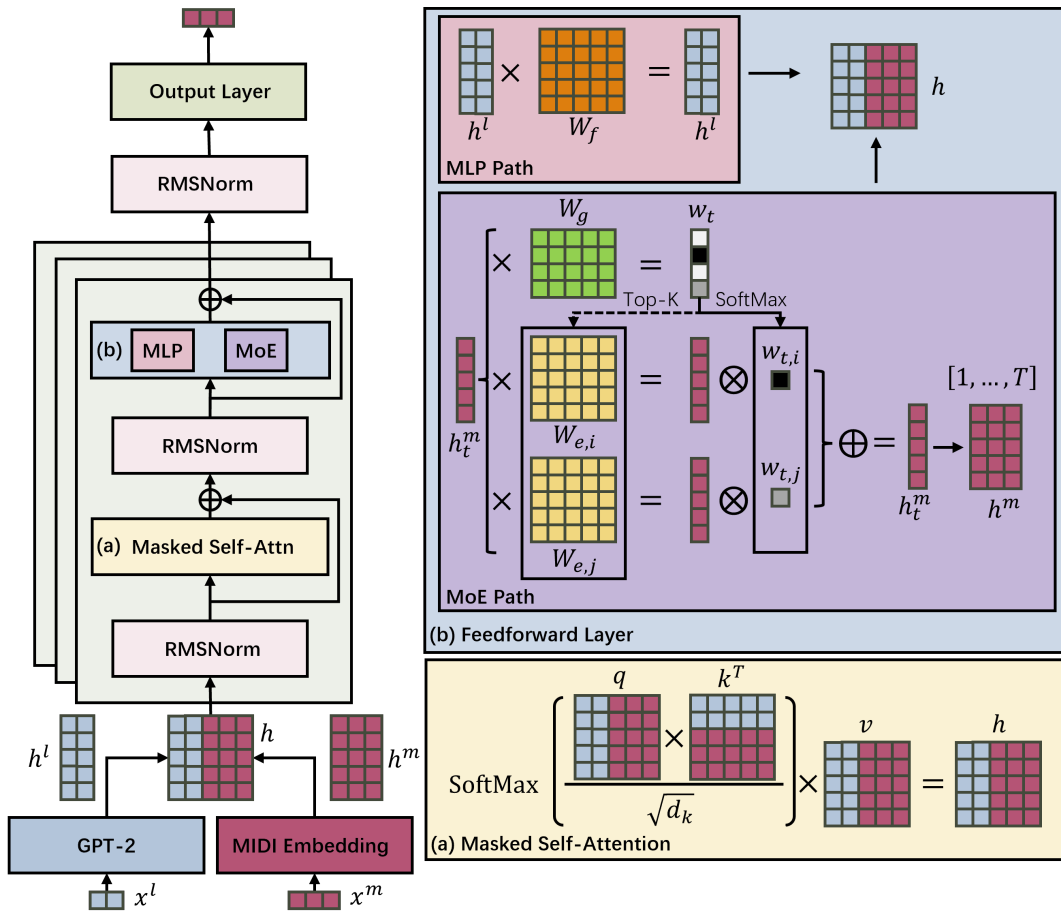 Output Layer
RMSNorm
(b) MLP MoE
RMSNorm
(a) Masked Self-Attn
RMSNorm
h^l
h
h^m
GPT-2
MIDI Embedding
x^l
x^m
h^l × W_f = h^l
h
MLP Path
W_g
w_t
× =
Top-K
SoftMax
h_t^m
× W_{e,i} = ⊗ w_{t,i}
× W_{e,j} = ⊗ w_{t,j}
⊕ = h_t^m
[1, ..., T]
h^m
MoE Path
(b) Feedforward Layer
q
k^T
v
h
SoftMax ( × ) × =
√d_k
(a) Masked Self-Attention